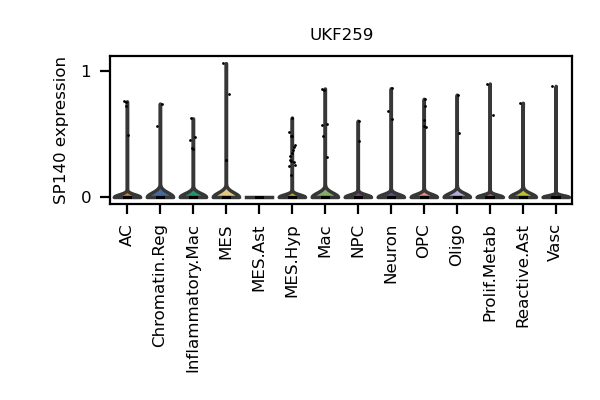 UKF259
SP140 expression
1
0
AC
Chromatin.Reg
Inflammatory.Mac
MES
MES.Ast
MES.Hyp
Mac
NPC
Neuron
OPC
Oligo
Prolif.Metab
Reactive.Ast
Vasc